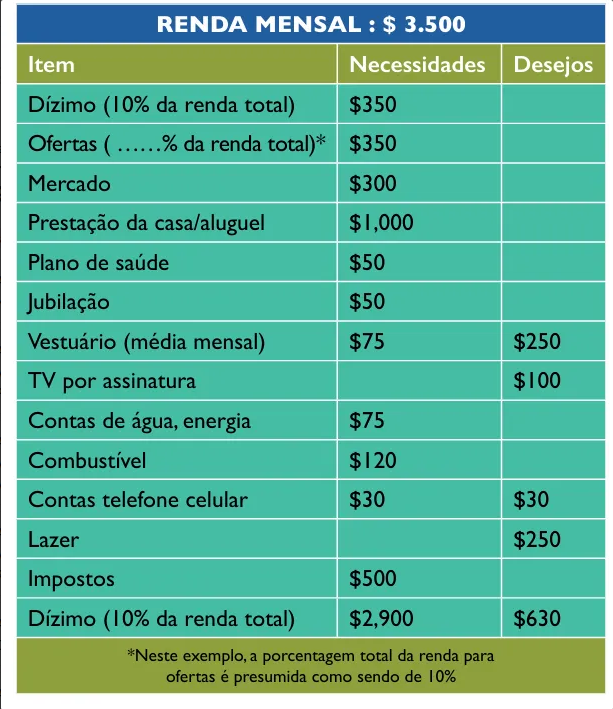 RENDA MENSAL : $ 3.500
Item Necessidades Desejos
Dízimo (10% da renda total) $350
Ofertas ( ……% da renda total)* $350
Mercado $300
Prestação da casa/aluguel $1,000
Plano de saúde $50
Jubilação $50
Vestuário (média mensal) $75 $250
TV por assinatura $100
Contas de água, energia $75
Combustível $120
Contas telefone celular $30 $30
Lazer $250
Impostos $500
Dízimo (10% da renda total) $2,900 $630
*Neste exemplo, a porcentagem total da renda para
ofertas é presumida como sendo de 10%